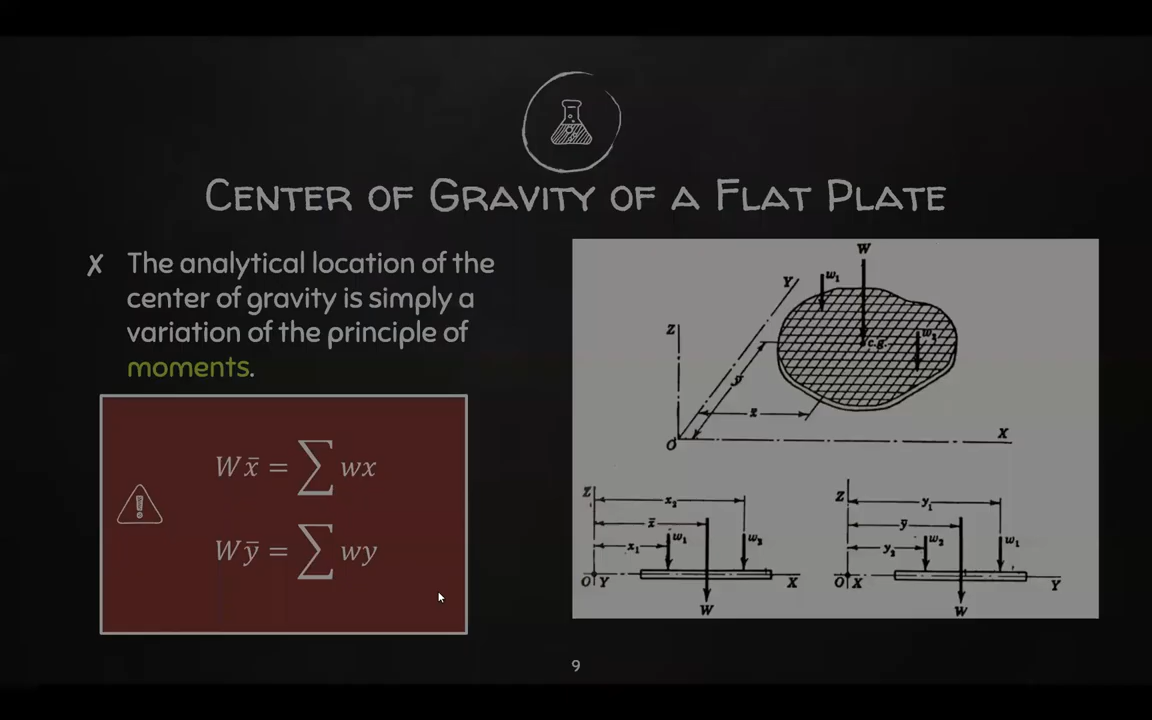 CENTER OF GRAVITY OF A FLAT PLATE
✗ The analytical location of the
center of gravity is simply a
variation of the principle of
moments.
Wx̄ = ∑ wx
Wȳ = ∑ wy
W
Y
w₁
Z
w₂
c.g.
ȳ
x̄
O
X
Z
x₂
x̄
x₁
w₁
w₂
O
Y
X
W
Z
y₁
ȳ
y₂
w₂
w₁
O
X
Y
W
9